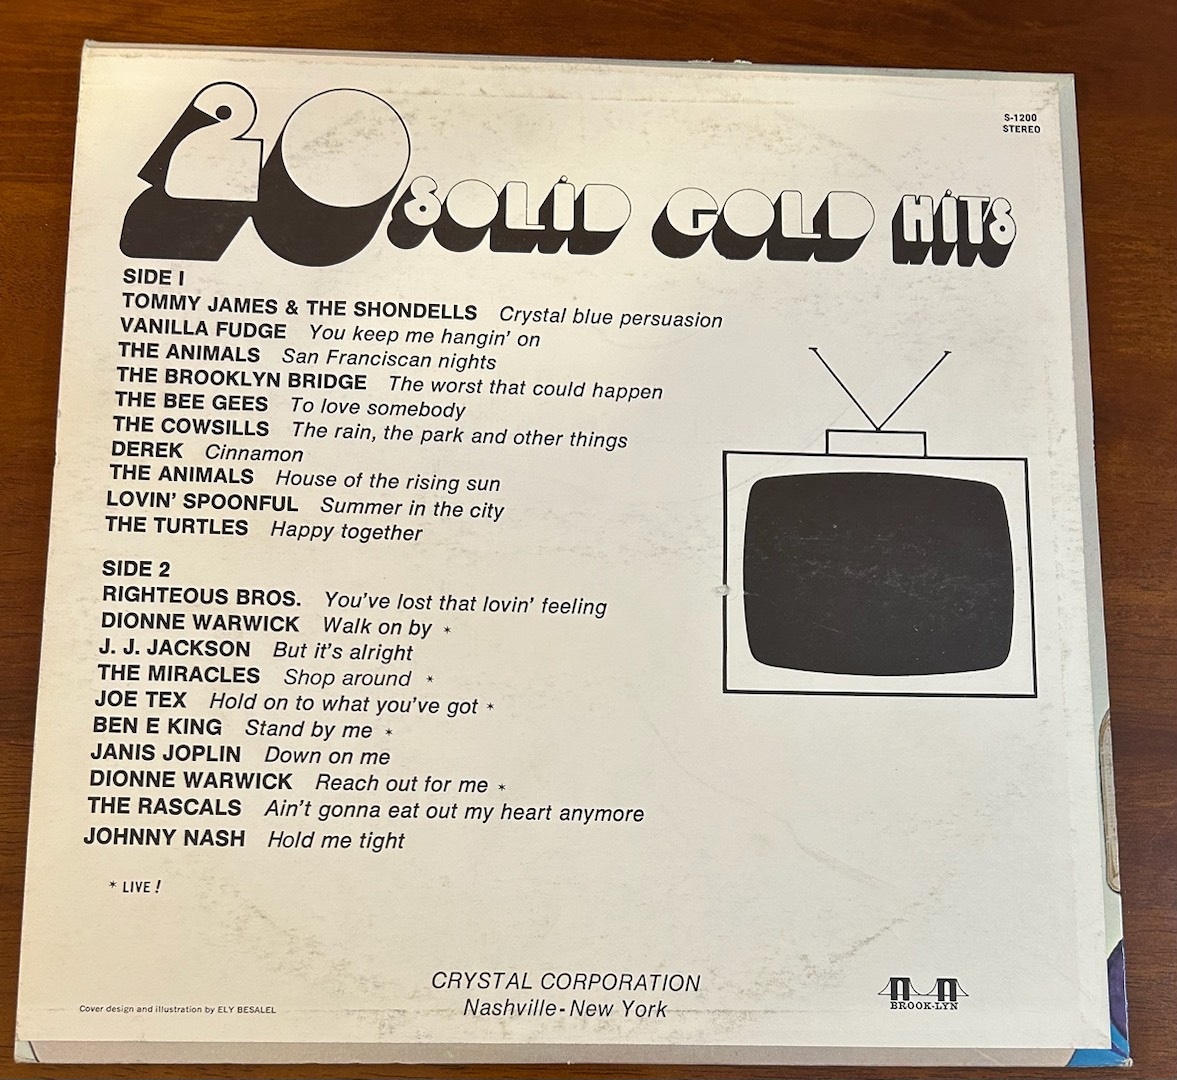 20 SOLID GOLD HITS
S-1200
STEREO
SIDE I
TOMMY JAMES & THE SHONDELLS Crystal blue persuasion
VANILLA FUDGE You keep me hangin' on
THE ANIMALS San Franciscan nights
THE BROOKLYN BRIDGE The worst that could happen
THE BEE GEES To love somebody
THE COWSILLS The rain, the park and other things
DEREK Cinnamon
THE ANIMALS House of the rising sun
LOVIN' SPOONFUL Summer in the city
THE TURTLES Happy together
SIDE 2
RIGHTEOUS BROS. You've lost that lovin' feeling
DIONNE WARWICK Walk on by *
J. J. JACKSON But it's alright
THE MIRACLES Shop around *
JOE TEX Hold on to what you've got *
BEN E KING Stand by me *
JANIS JOPLIN Down on me
DIONNE WARWICK Reach out for me *
THE RASCALS Ain't gonna eat out my heart anymore
JOHNNY NASH Hold me tight
* LIVE!
CRYSTAL CORPORATION
Nashville-New York
Cover design and illustration by ELY BESALEL
BROOK-LYN